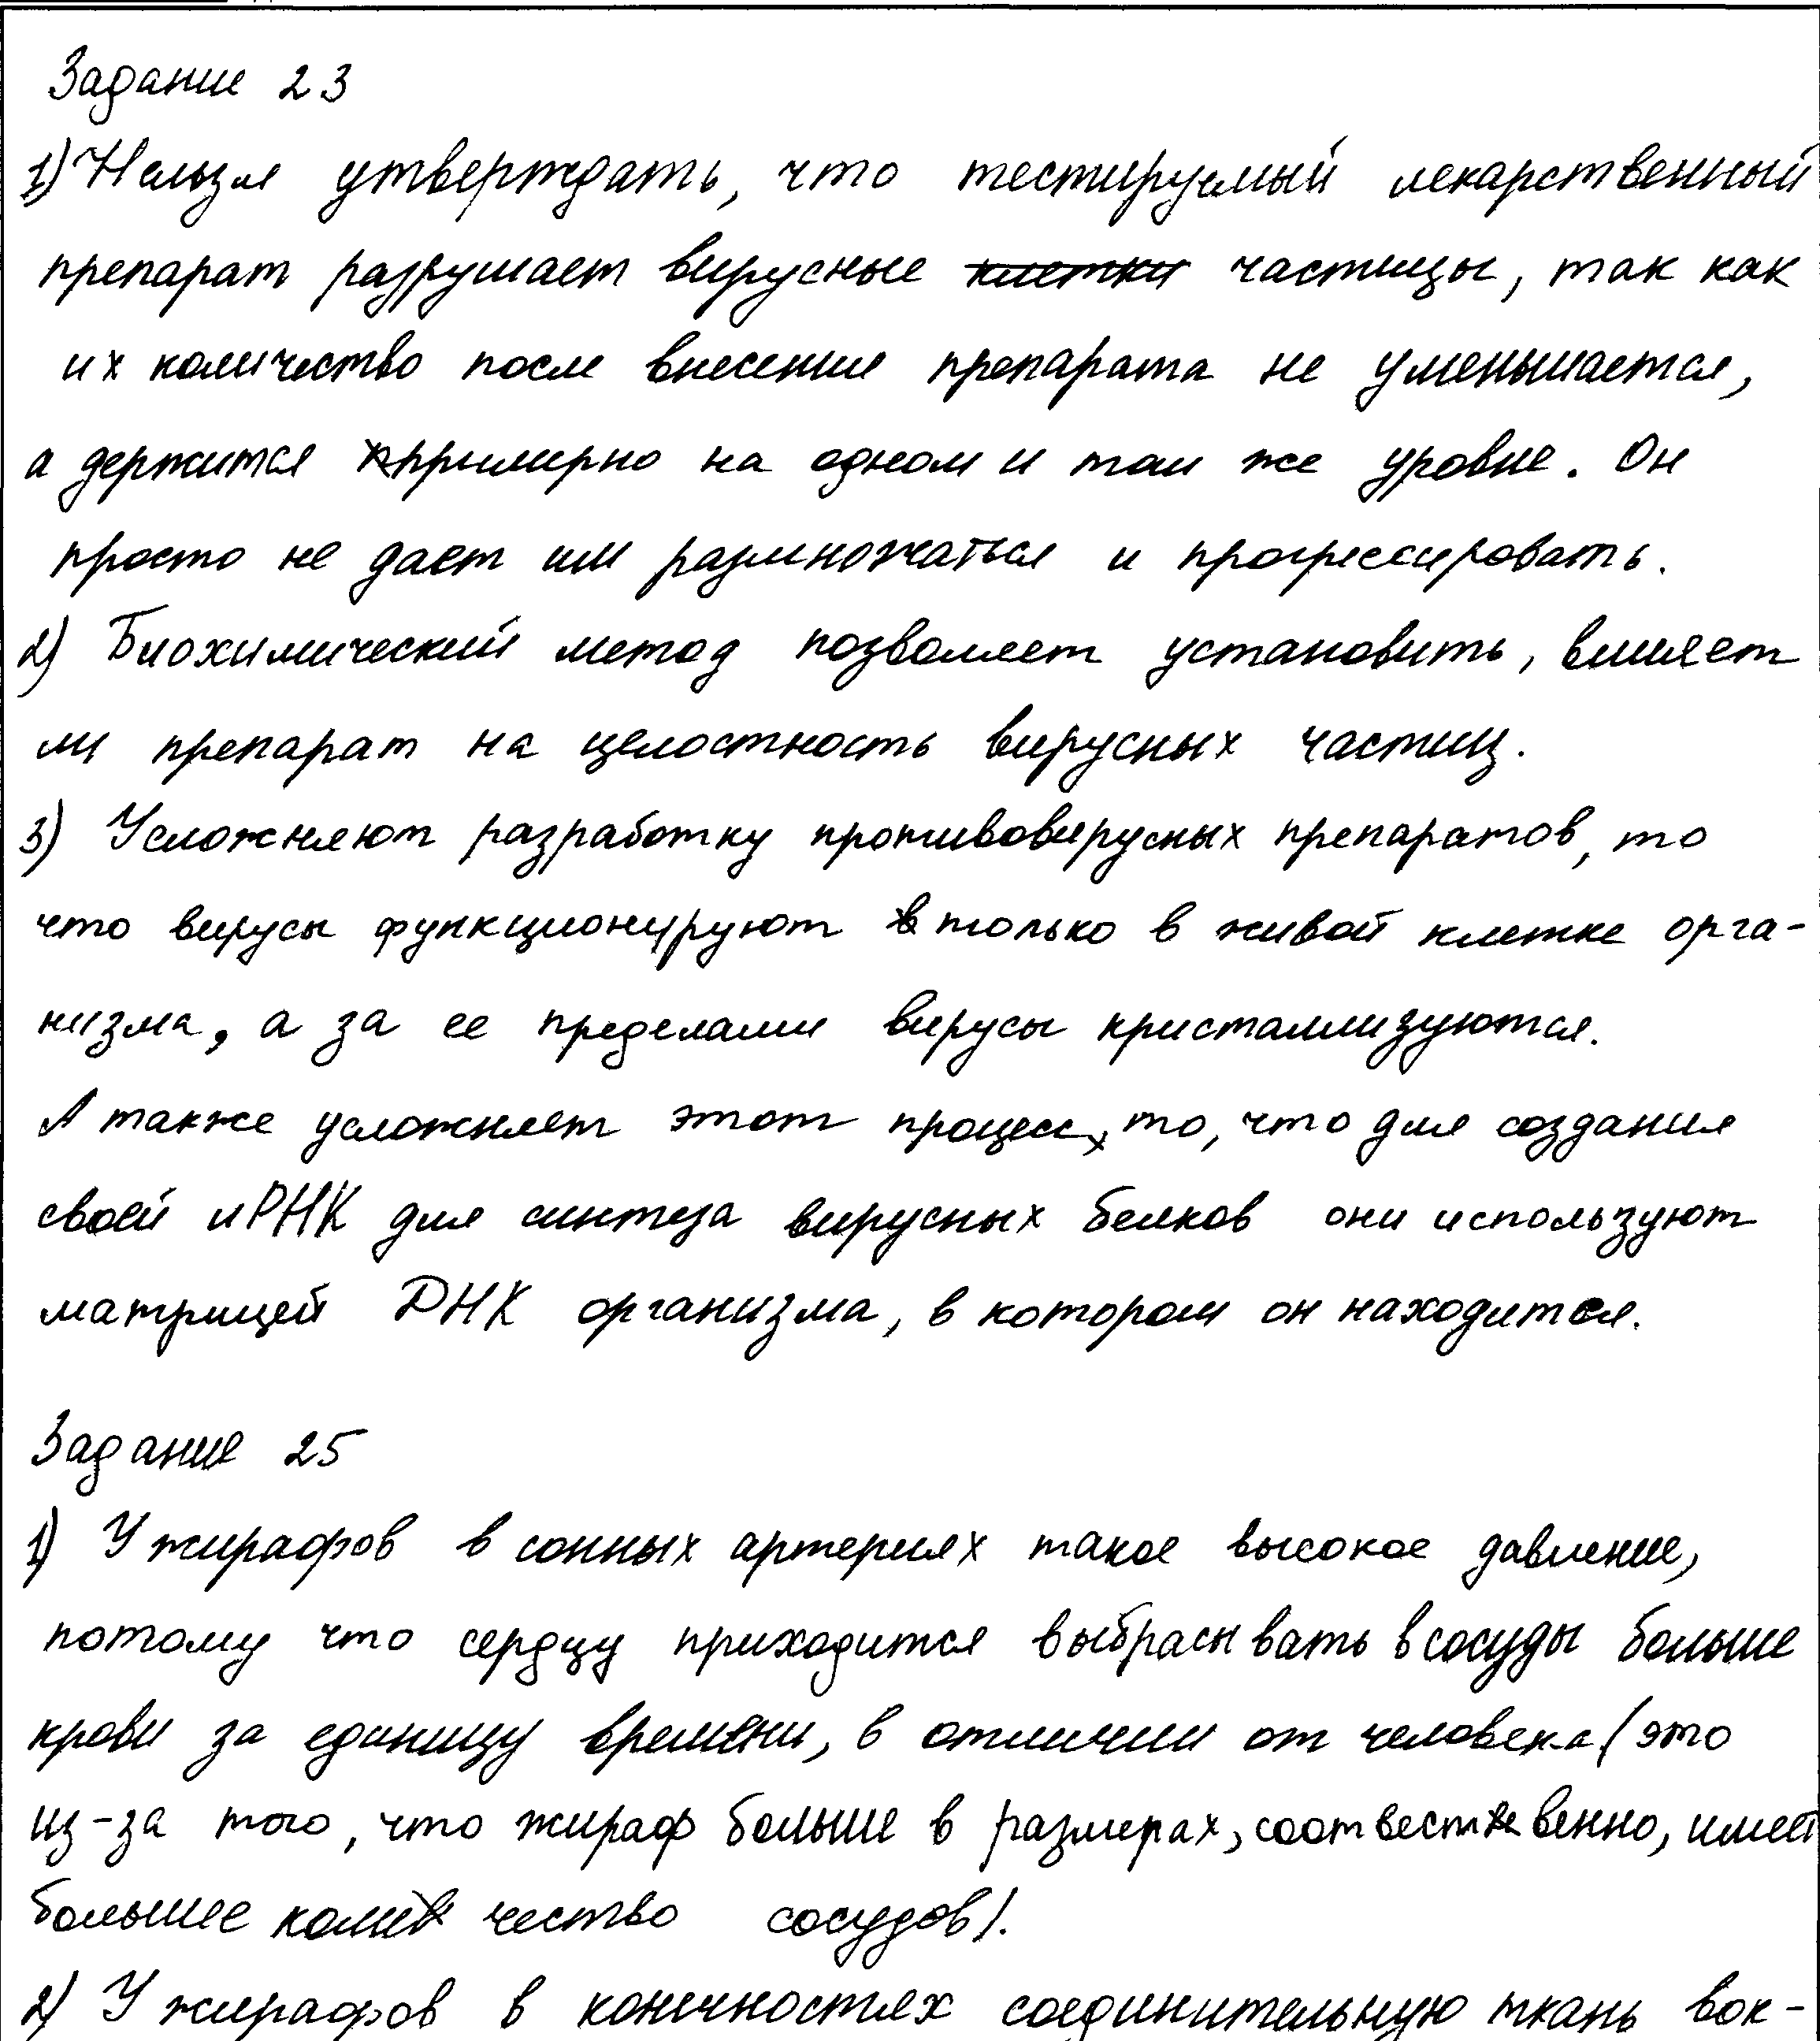 Задание 23
1) Нельзя утверждать, что тестируемый лекарственный
препарат разрушает вирусные клетки частицы, так как
их количество после внесения препарата не уменьшается,
а держится примерно на одном и том же уровне. Он
просто не дает им размножаться и прогрессировать.
2) Биохимический метод позволяет установить, влияет
ли препарат на целостность вирусных частиц.
3) Усложняют разработку противовирусных препаратов, то
что вирусы функционируют только в живой клетке орга-
низма, а за ее пределами вирусы кристаллизуются.
А также усложняет этот процесс то, что для создания
своей иРНК для синтеза вирусных белков они используют
матрицей ДНК организма, в котором он находится.
Задание 25
1) У жирафов в сонных артериях такое высокое давление,
потому что сердцу приходится выбрасывать в сосуды больше
крови за единицу времени, в отличии от человека (это
из-за того, что жираф больше в размерах, соотвественно, имеет
большее количество сосудов).
2) У жирафов в конечностях соединительную ткань вок-